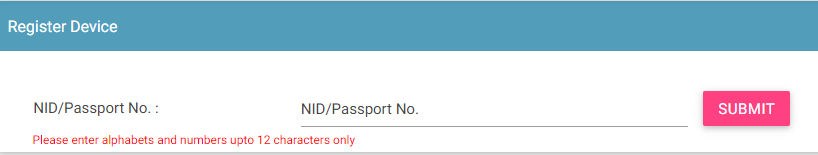 Register Device
NID/Passport No. : NID/Passport No. SUBMIT
Please enter alphabets and numbers upto 12 characters only